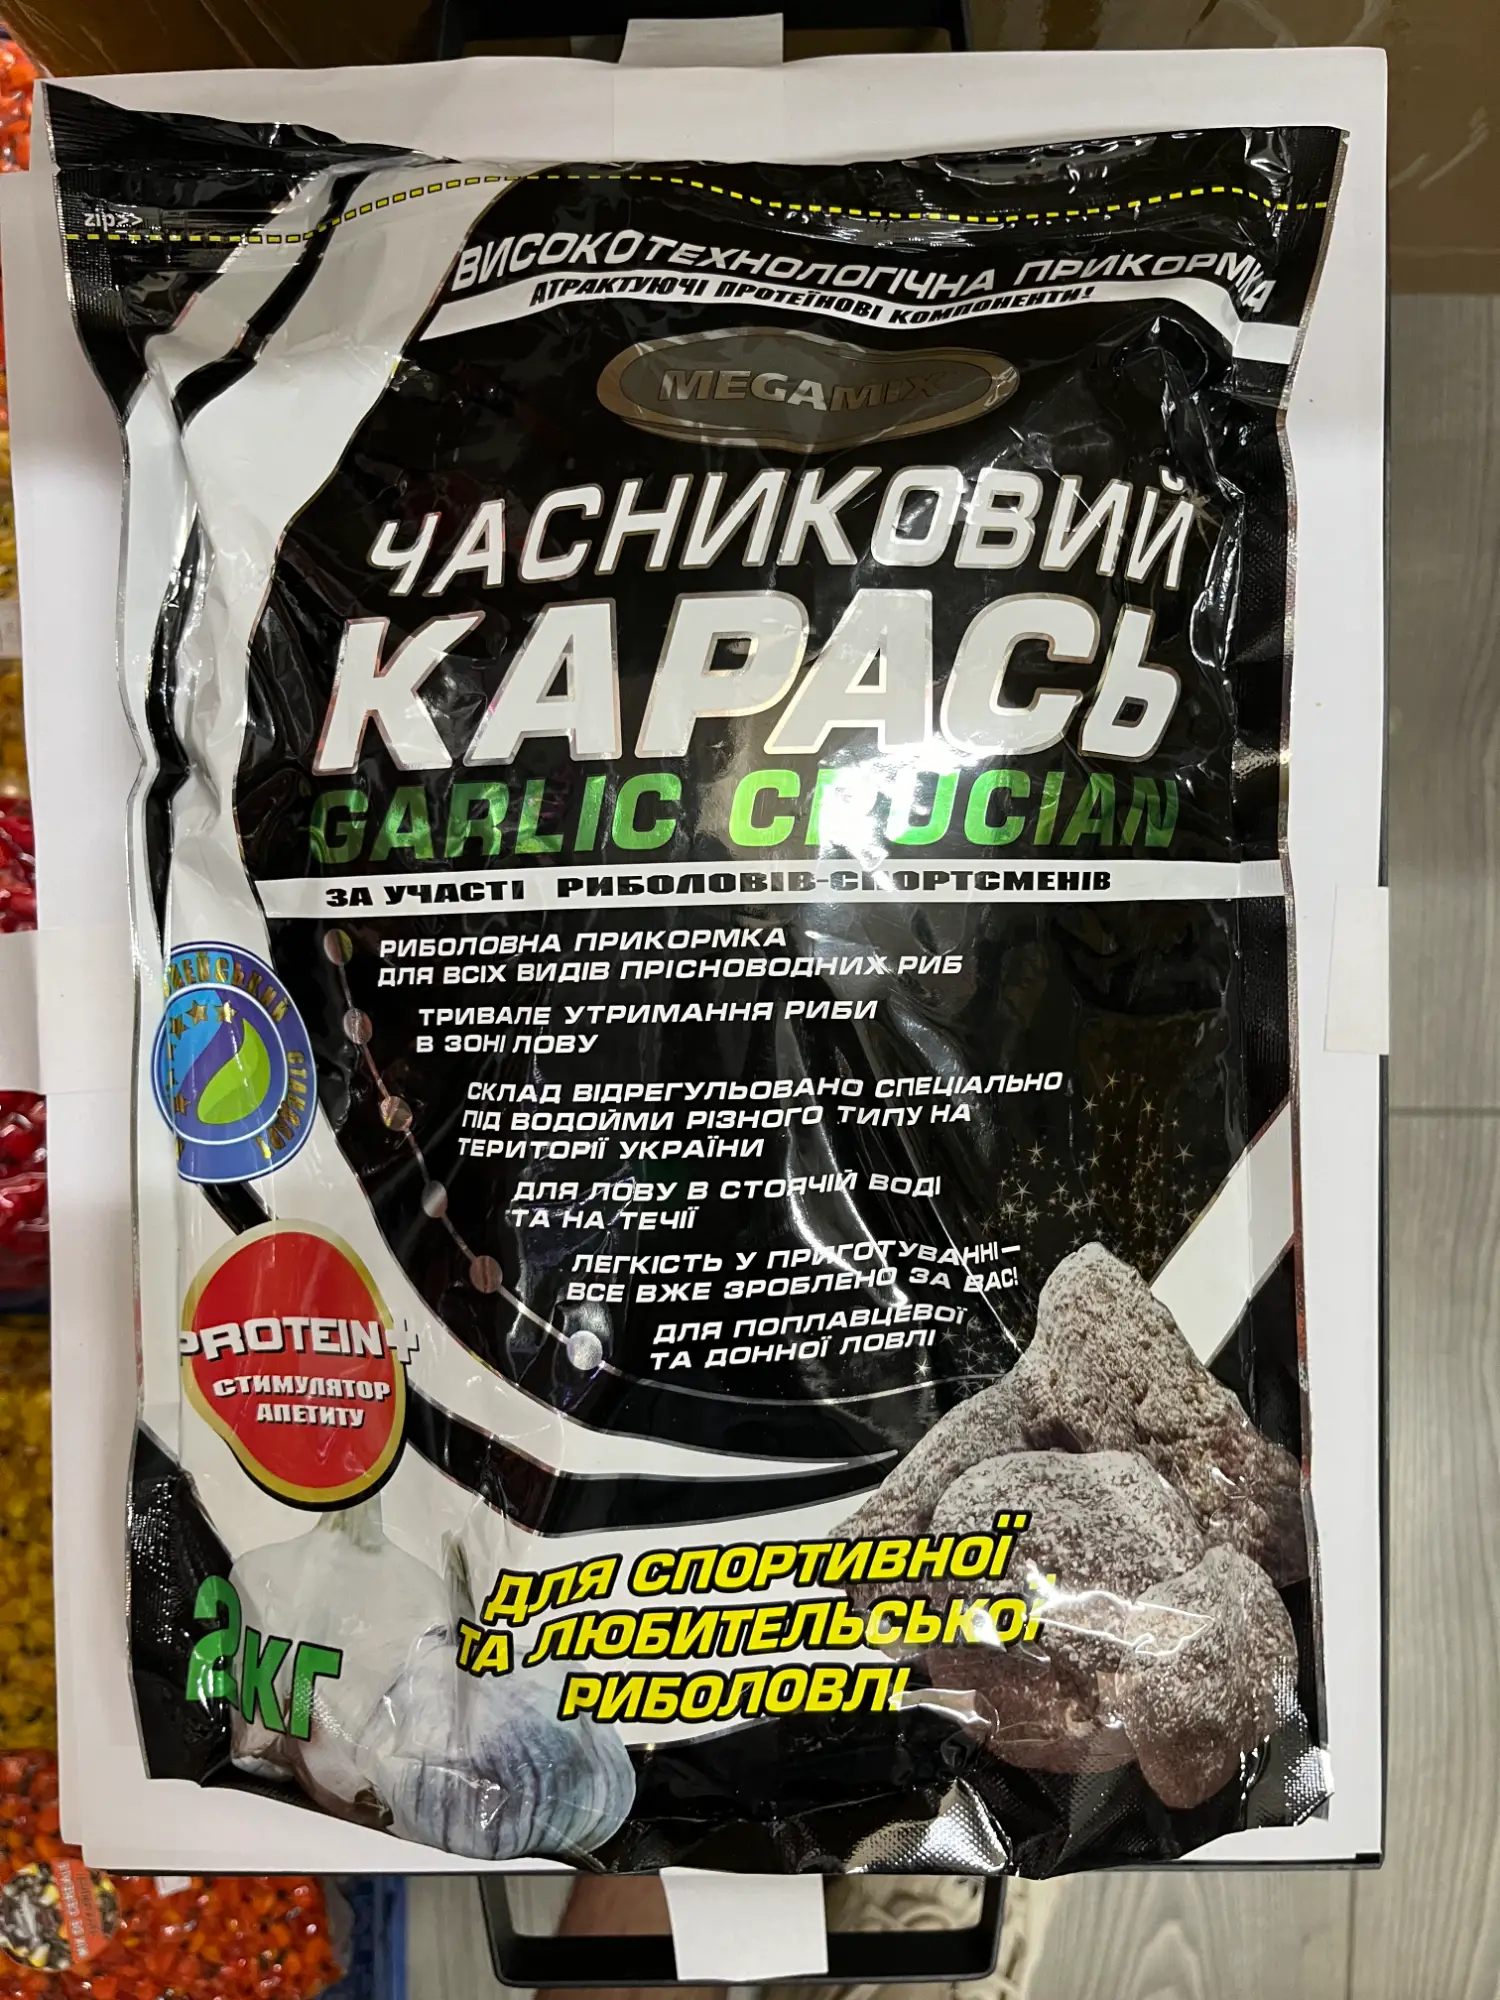 zip>>
ВИСОКОТЕХНОЛОГІЧНА ПРИКОРМКА
АТРАКТУЮЧІ ПРОТЕЇНОВІ КОМПОНЕНТИ!
MEGAMIX
ЧАСНИКОВИЙ
КАРАСЬ
GARLIC CRUCIAN
ЗА УЧАСТІ РИБОЛОВІВ-СПОРТСМЕНІВ
РИБОЛОВНА ПРИКОРМКА
ДЛЯ ВСІХ ВИДІВ ПРІСНОВОДНИХ РИБ
ТРИВАЛЕ УТРИМАННЯ РИБИ
В ЗОНІ ЛОВУ
СКЛАД ВІДРЕГУЛЬОВАНО СПЕЦІАЛЬНО
ПІД ВОДОЙМИ РІЗНОГО ТИПУ НА
ТЕРИТОРІЇ УКРАЇНИ
ДЛЯ ЛОВУ В СТОЯЧІЙ ВОДІ
ТА НА ТЕЧІЇ
ЛЕГКІСТЬ У ПРИГОТУВАННІ–
ВСЕ ВЖЕ ЗРОБЛЕНО ЗА ВАС!
ДЛЯ ПОПЛАВЦЕВОЇ
ТА ДОННОЇ ЛОВЛІ
СТАНДАРТ
PROTEIN+
СТИМУЛЯТОР
АПЕТИТУ
ДЛЯ СПОРТИВНОЇ
ТА ЛЮБИТЕЛЬСЬКОЇ
РИБОЛОВЛІ
2КГ